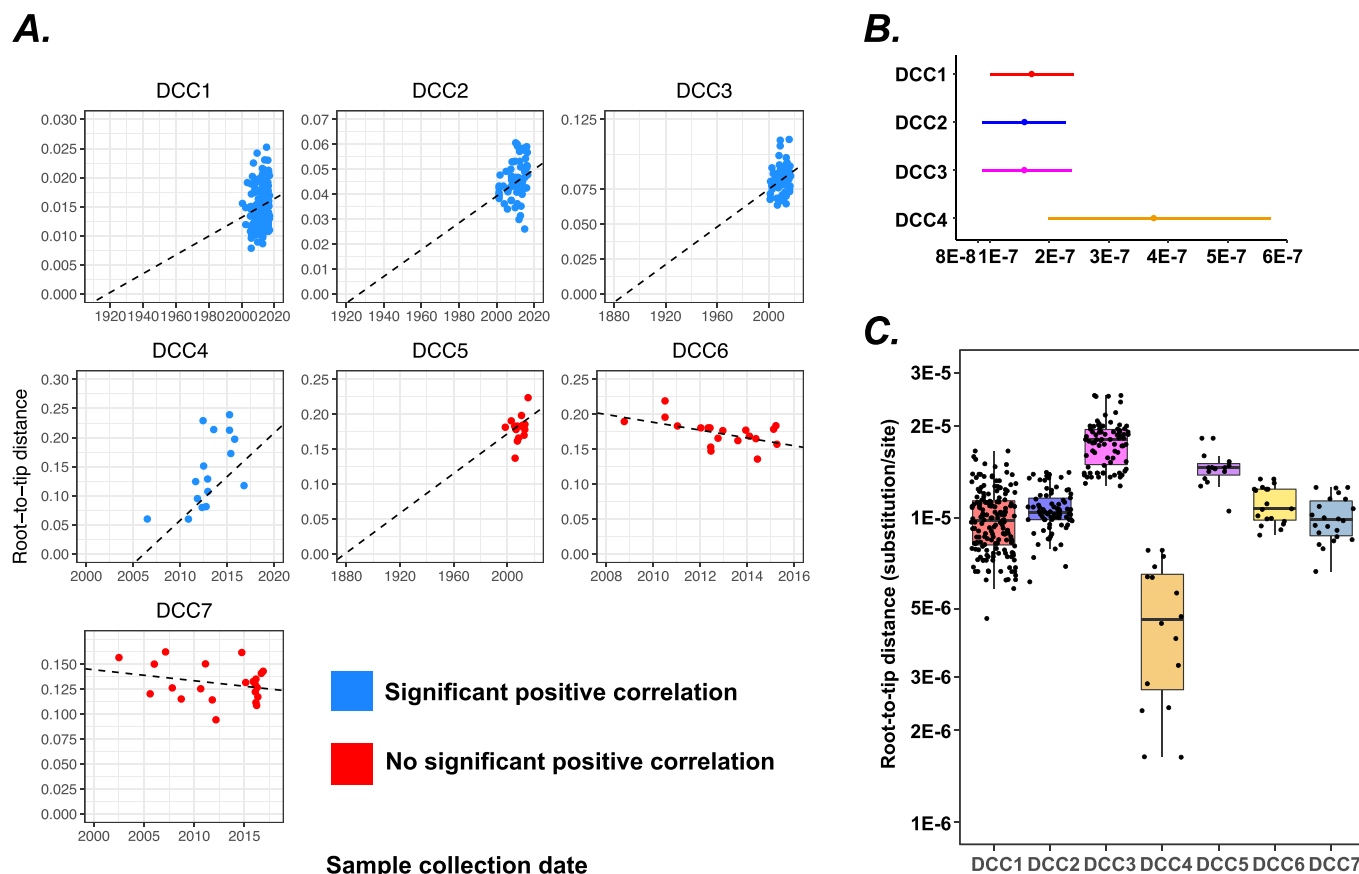 A.
DCC1
0.030
0.025
0.020
0.015
0.010
0.005
0.000
1920 1940 1960 1980 2000 2020
DCC2
0.07
0.06
0.05
0.04
0.03
0.02
0.01
0.00
1920 1940 1960 1980 2000 2020
DCC3
0.125
0.100
0.075
0.050
0.025
0.000
1880 1920 1960 2000
Root-to-tip distance
DCC4
0.30
0.25
0.20
0.15
0.10
0.05
0.00
2000 2005 2010 2015 2020
DCC5
0.25
0.20
0.15
0.10
0.05
0.00
1880 1920 1960 2000
DCC6
0.25
0.20
0.15
0.10
0.05
0.00
2008 2010 2012 2014 2016
DCC7
0.150
0.125
0.100
0.075
0.050
0.025
0.000
2000 2005 2010 2015
Significant positive correlation
No significant positive correlation
Sample collection date
B.
DCC1
DCC2
DCC3
DCC4
8E-8 1E-7 2E-7 3E-7 4E-7 5E-7 6E-7
C.
Root-to-tip distance (substitution/site)
3E-5
2E-5
1E-5
5E-6
3E-6
2E-6
1E-6
DCC1 DCC2 DCC3 DCC4 DCC5 DCC6 DCC7